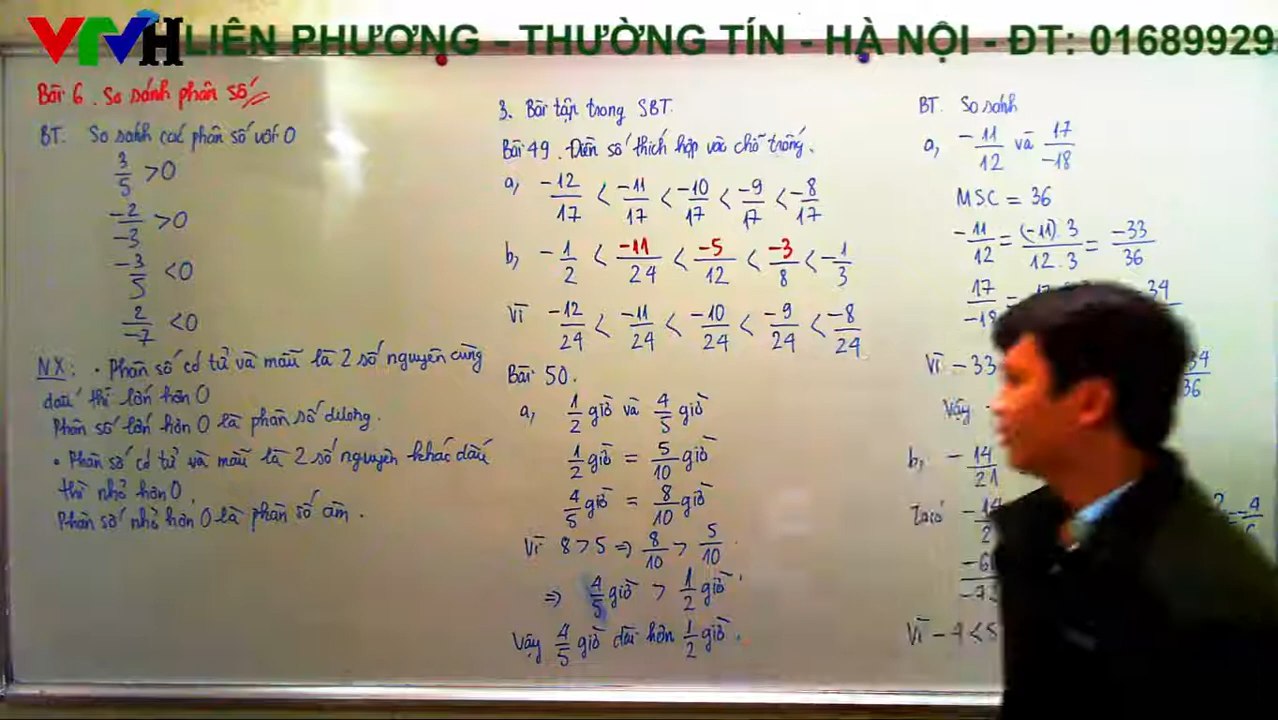 VTVH LIÊN PHƯƠNG - THƯỜNG TÍN - HÀ NỘI - ĐT: 01689929
Bài 6. So sánh phân số
BT. So sánh các phân số với 0
3/5 > 0
-2/-3 > 0
-3/5 < 0
2/-7 < 0
NX: • Phân số có tử và mẫu là 2 số nguyên cùng
dấu thì lớn hơn 0
Phân số lớn hơn 0 là phân số dương.
• Phân số có tử và mẫu là 2 số nguyên khác dấu
thì nhỏ hơn 0.
Phân số nhỏ hơn 0 là phân số âm.
3. Bài tập trong SBT.
Bài 49. Điền số thích hợp vào chỗ trống.
a, -12/17 < -11/17 < -10/17 < -9/17 < -8/17
b, -1/2 < -11/24 < -5/12 < -3/8 < -1/3
Vì -12/24 < -11/24 < -10/24 < -9/24 < -8/24
Bài 50.
a, 1/2 giờ và 4/5 giờ
1/2 giờ = 5/10 giờ
4/5 giờ = 8/10 giờ
Vì 8 > 5 => 8/10 > 5/10
=> 4/5 giờ > 1/2 giờ
Vậy 4/5 giờ dài hơn 1/2 giờ.
BT. So sánh
a, -11/12 và 17/-18
MSC = 36
-11/12 = (-11).3/12.3 = -33/36
17/-18 = -34
Vì -33
Vậy
b, -14/21
Ta có -14
Vì -4 < 5